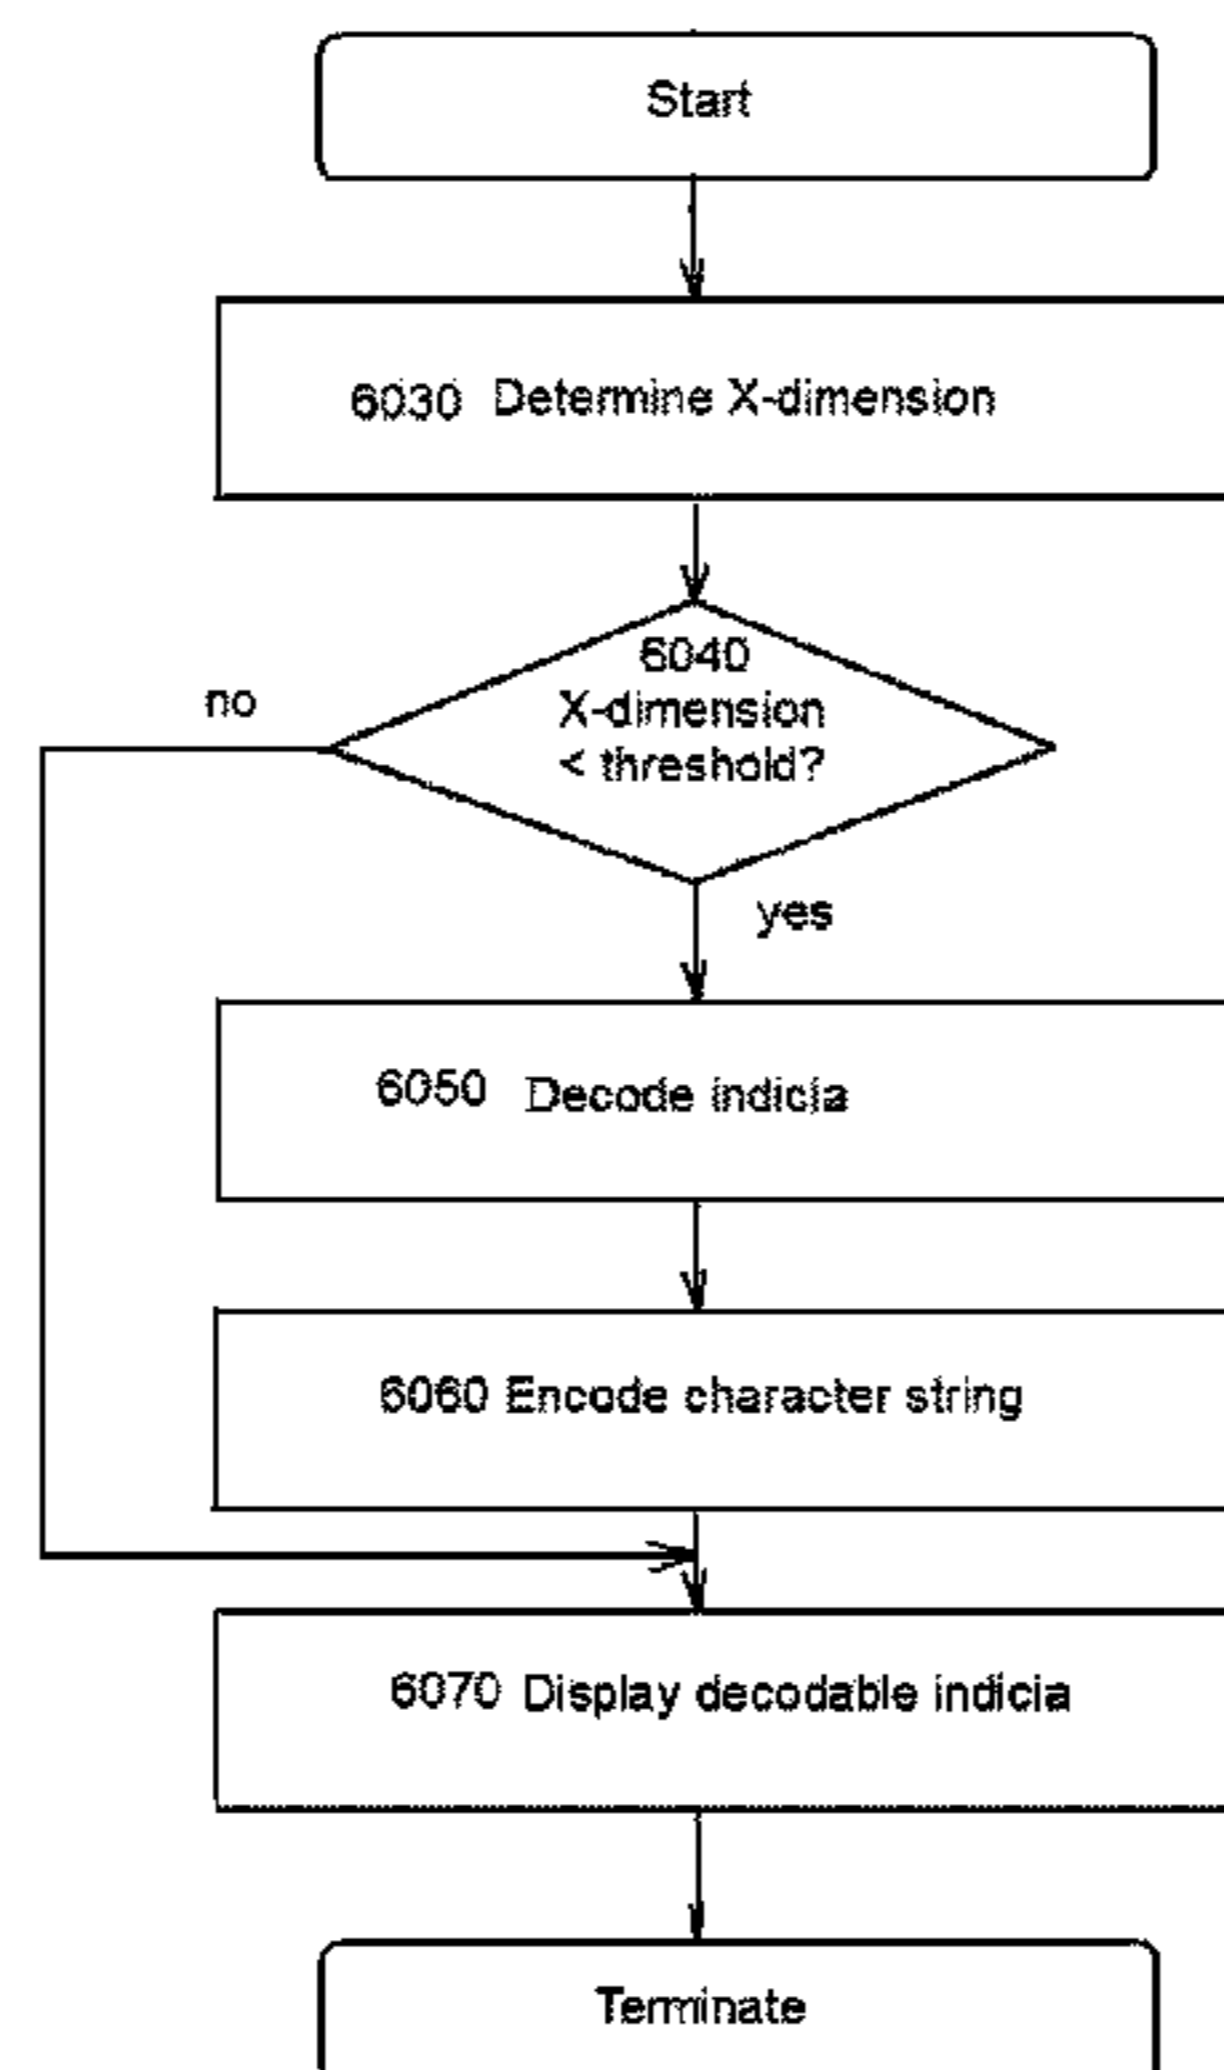 Start
6030 Determine X-dimension
6040
X-dimension
< threshold?
no
yes
6050 Decode indicia
6060 Encode character string
6070 Display decodable indicia
Terminate